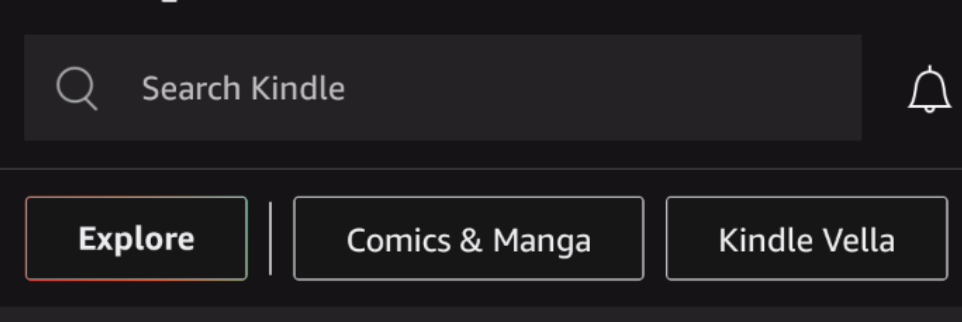 Search Kindle
Explore
Comics & Manga
Kindle Vella